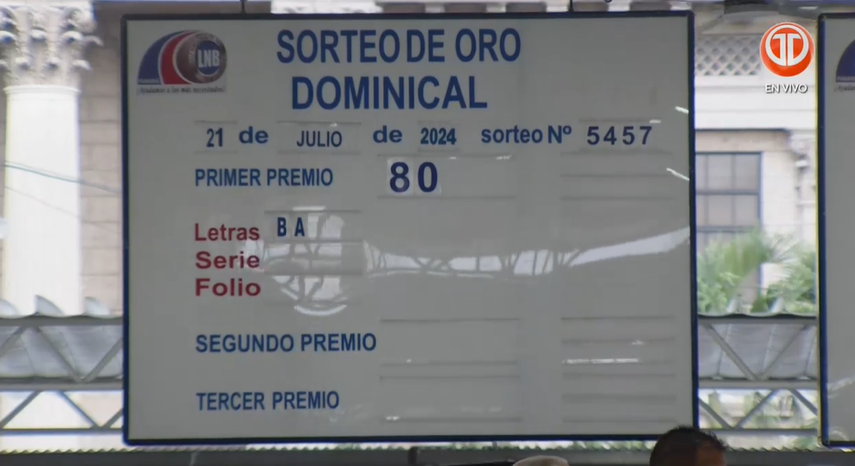 LNB
SORTEO DE ORO
DOMINICAL
21 de JULIO de 2024 sorteo Nº 5457
PRIMER PREMIO 80
Letras BA
Serie
Folio
SEGUNDO PREMIO
TERCER PREMIO
EN VIVO